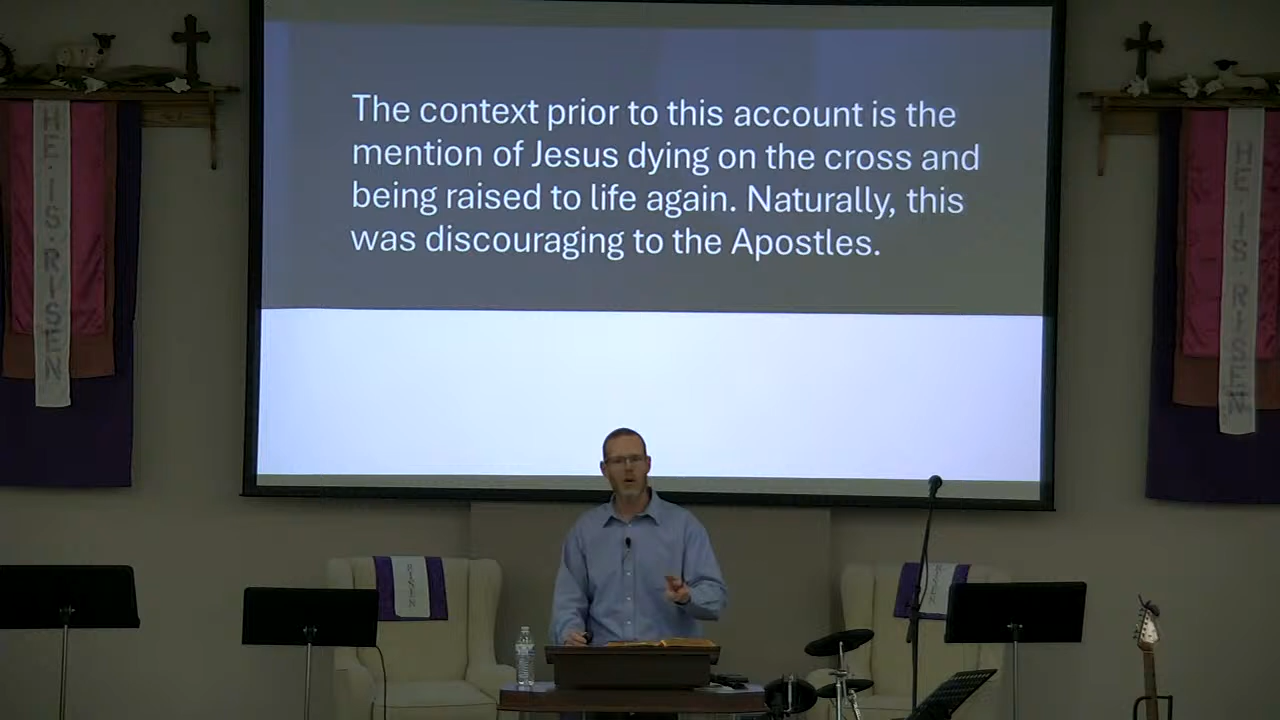 The context prior to this account is the
mention of Jesus dying on the cross and
being raised to life again. Naturally, this
was discouraging to the Apostles.
HE·IS·RISEN
HE·IS·RISEN